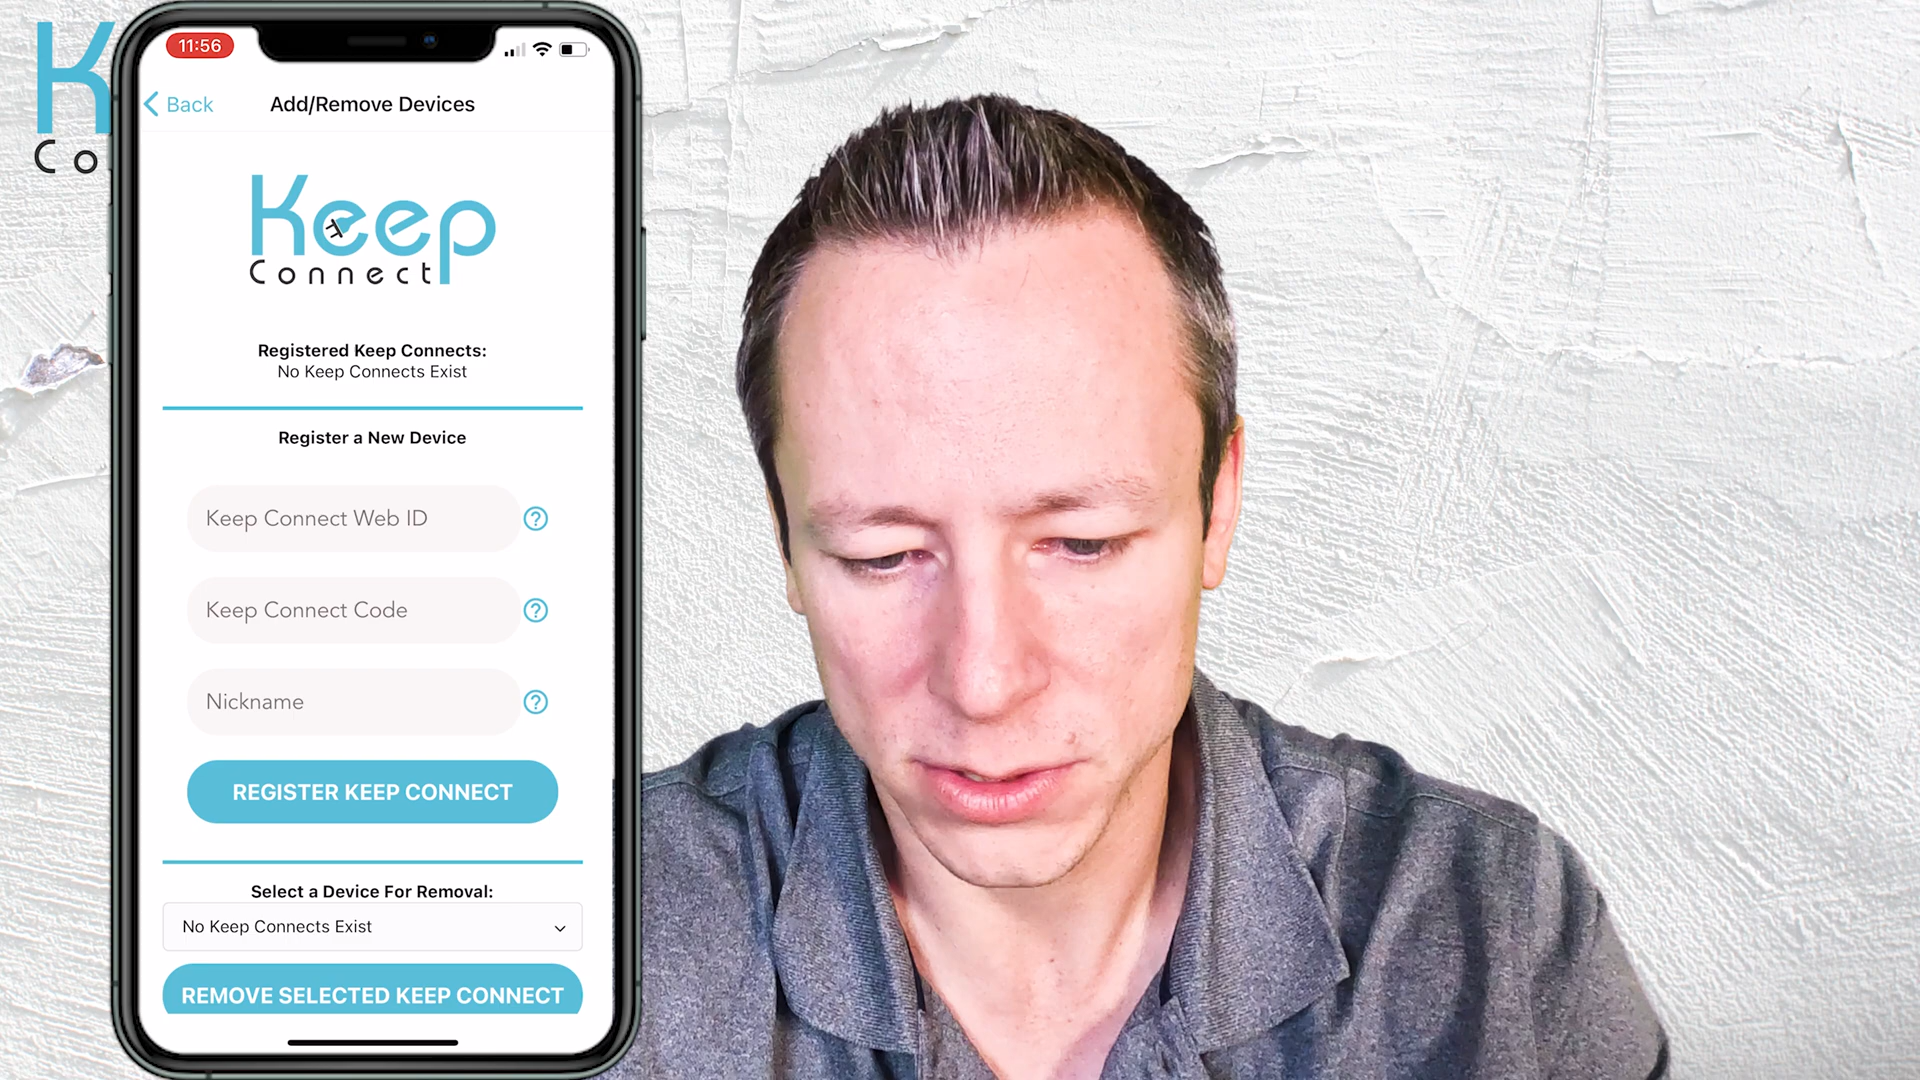 K
Co
11:56
Back
Add/Remove Devices
Keep
Connect
Registered Keep Connects:
No Keep Connects Exist
Register a New Device
Keep Connect Web ID
Keep Connect Code
Nickname
REGISTER KEEP CONNECT
Select a Device For Removal:
No Keep Connects Exist
REMOVE SELECTED KEEP CONNECT